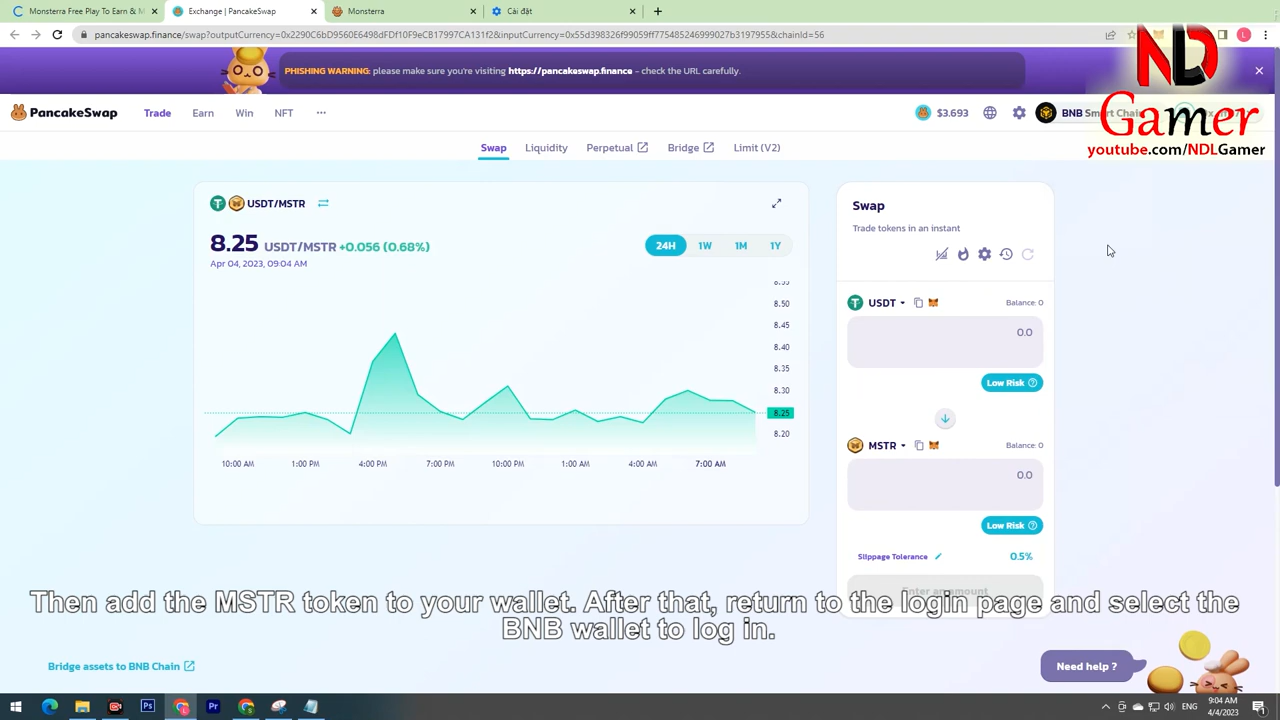 Monsterra Free Play To Earn & M
Exchange | PancakeSwap
Monsterra
Cài đặt
pancakeswap.finance/swap?outputCurrency=0x2290C6bD9560E6498dFDf10F9eCB17997CA131f2&inputCurrency=0x55d398326f99059ff775485246999027b3197955&chainId=56
L
PHISHING WARNING: please make sure you're visiting https://pancakeswap.finance - check the URL carefully.
NDL
Gamer
youtube.com/NDLGamer
PancakeSwap
Trade
Earn
Win
NFT
$3.693
BNB Smart Chain
Swap
Liquidity
Perpetual
Bridge
Limit (V2)
USDT/MSTR
8.25 USDT/MSTR +0.056 (0.68%)
Apr 04, 2023, 09:04 AM
24H
1W
1M
1Y
8.55
8.50
8.45
8.40
8.35
8.30
8.25
8.20
10:00 AM
1:00 PM
4:00 PM
7:00 PM
10:00 PM
1:00 AM
4:00 AM
7:00 AM
Swap
Trade tokens in an instant
USDT
Balance: 0
0.0
Low Risk
MSTR
Balance: 0
0.0
Low Risk
Slippage Tolerance
0.5%
Enter an amount
Then add the MSTR token to your wallet. After that, return to the login page and select the
BNB wallet to log in.
Bridge assets to BNB Chain
Need help ?
Ps
Pr
ENG
9:04 AM
4/4/2023
1